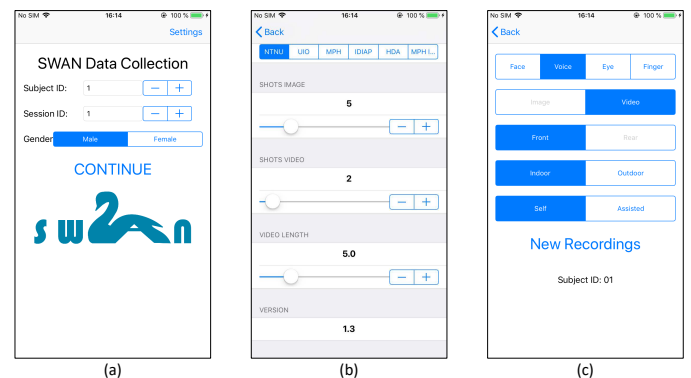 No SIM 16:14 100 %
Settings
SWAN Data Collection
Subject ID: 1
Session ID: 1
Gender Male Female
CONTINUE
swan
(a)
No SIM 16:14 100 %
Back
NTNU UIO MPH IDIAP HDA MPH I...
SHOTS IMAGE
5
SHOTS VIDEO
2
VIDEO LENGTH
5.0
VERSION
1.3
(b)
No SIM 16:14 100 %
Back
Face Voice Eye Finger
Image Video
Front Rear
Indoor Outdoor
Self Assisted
New Recordings
Subject ID: 01
(c)